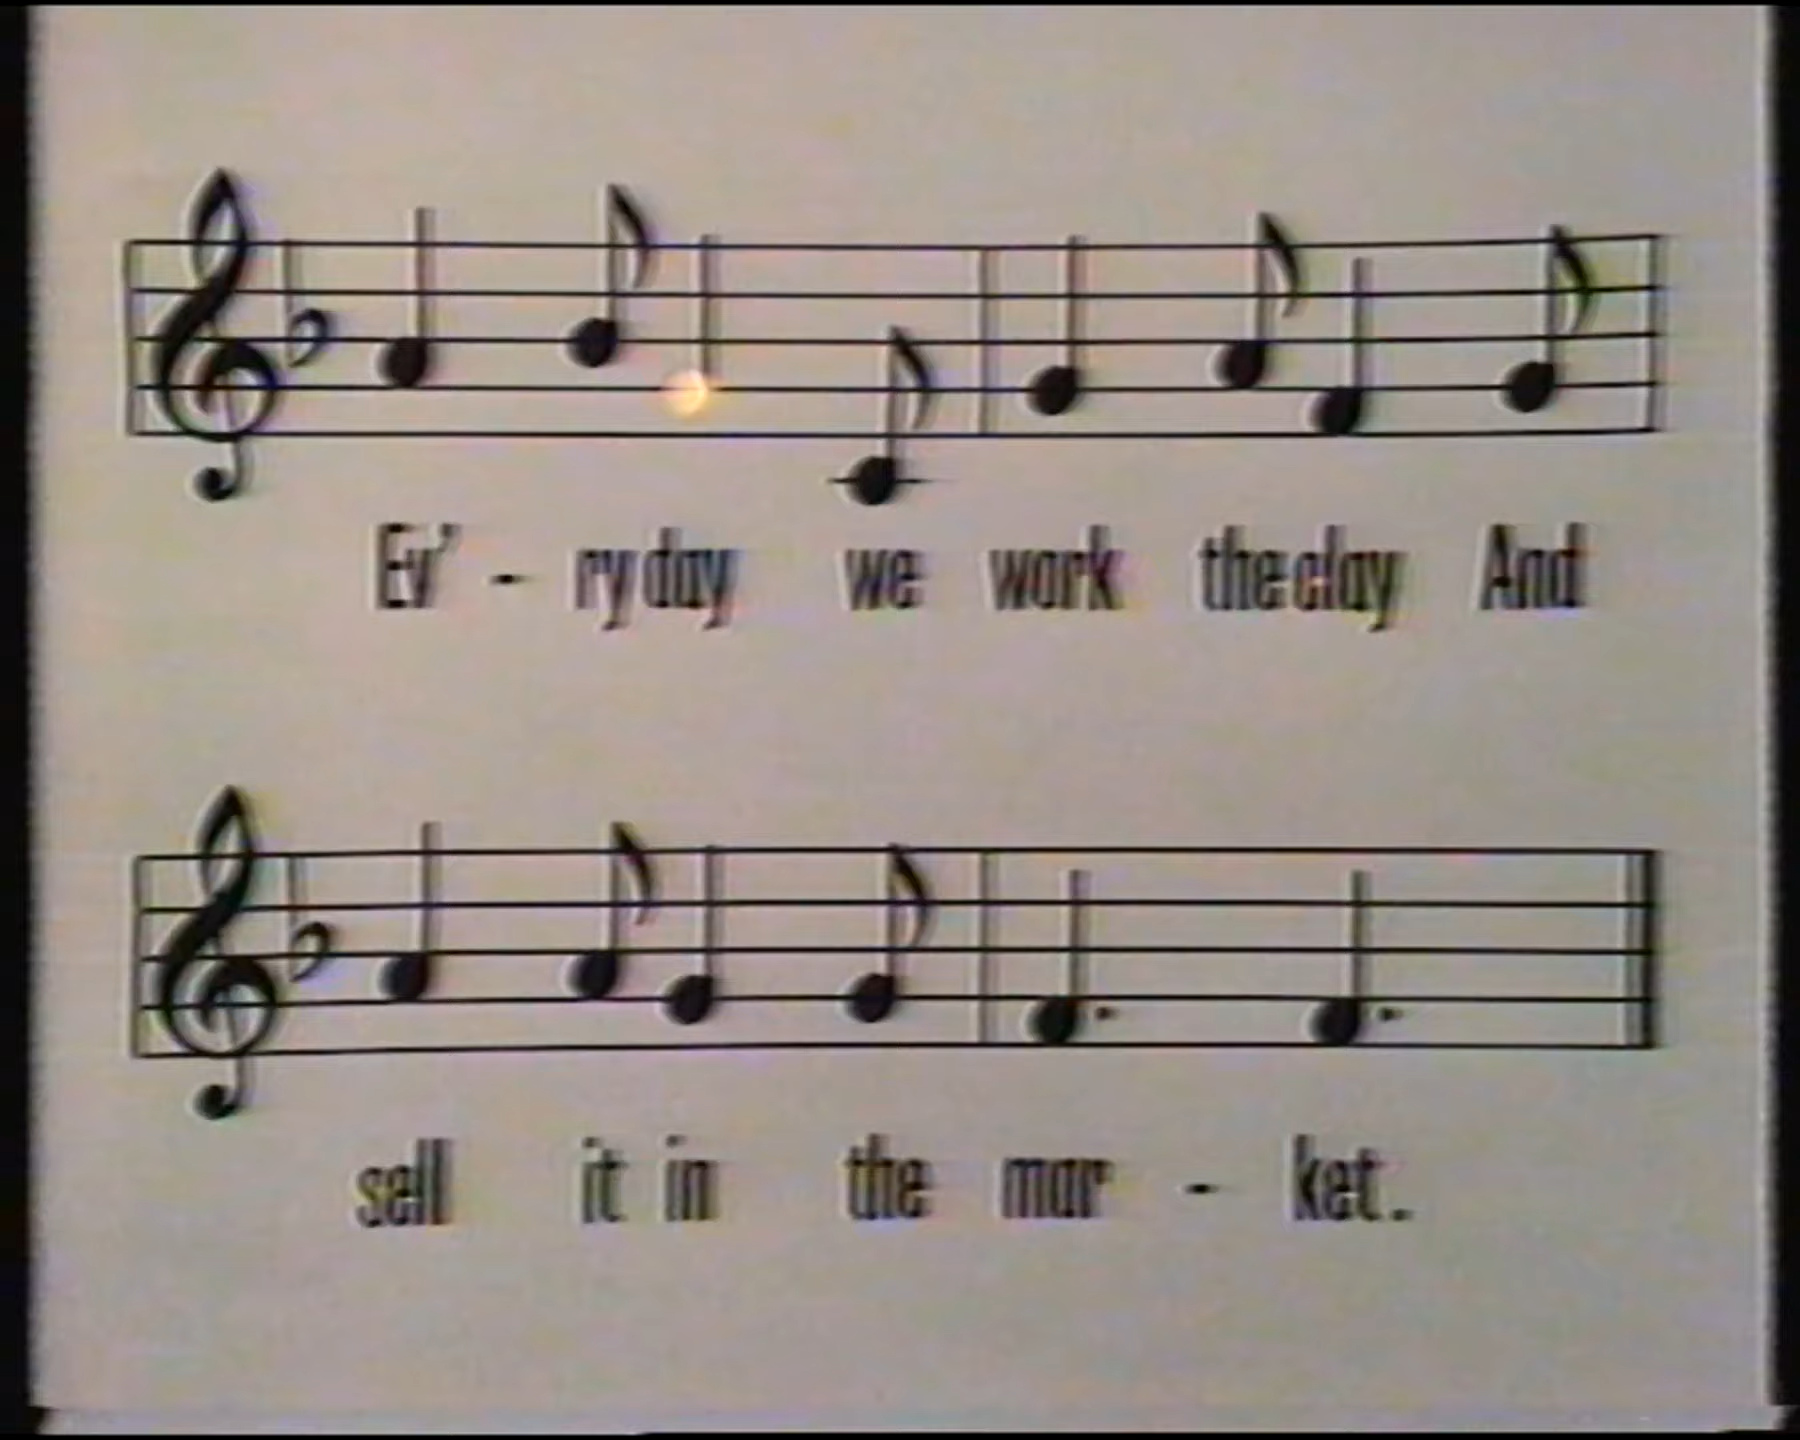 Ev' - ry day we work the clay And
sell it in the mar - ket.